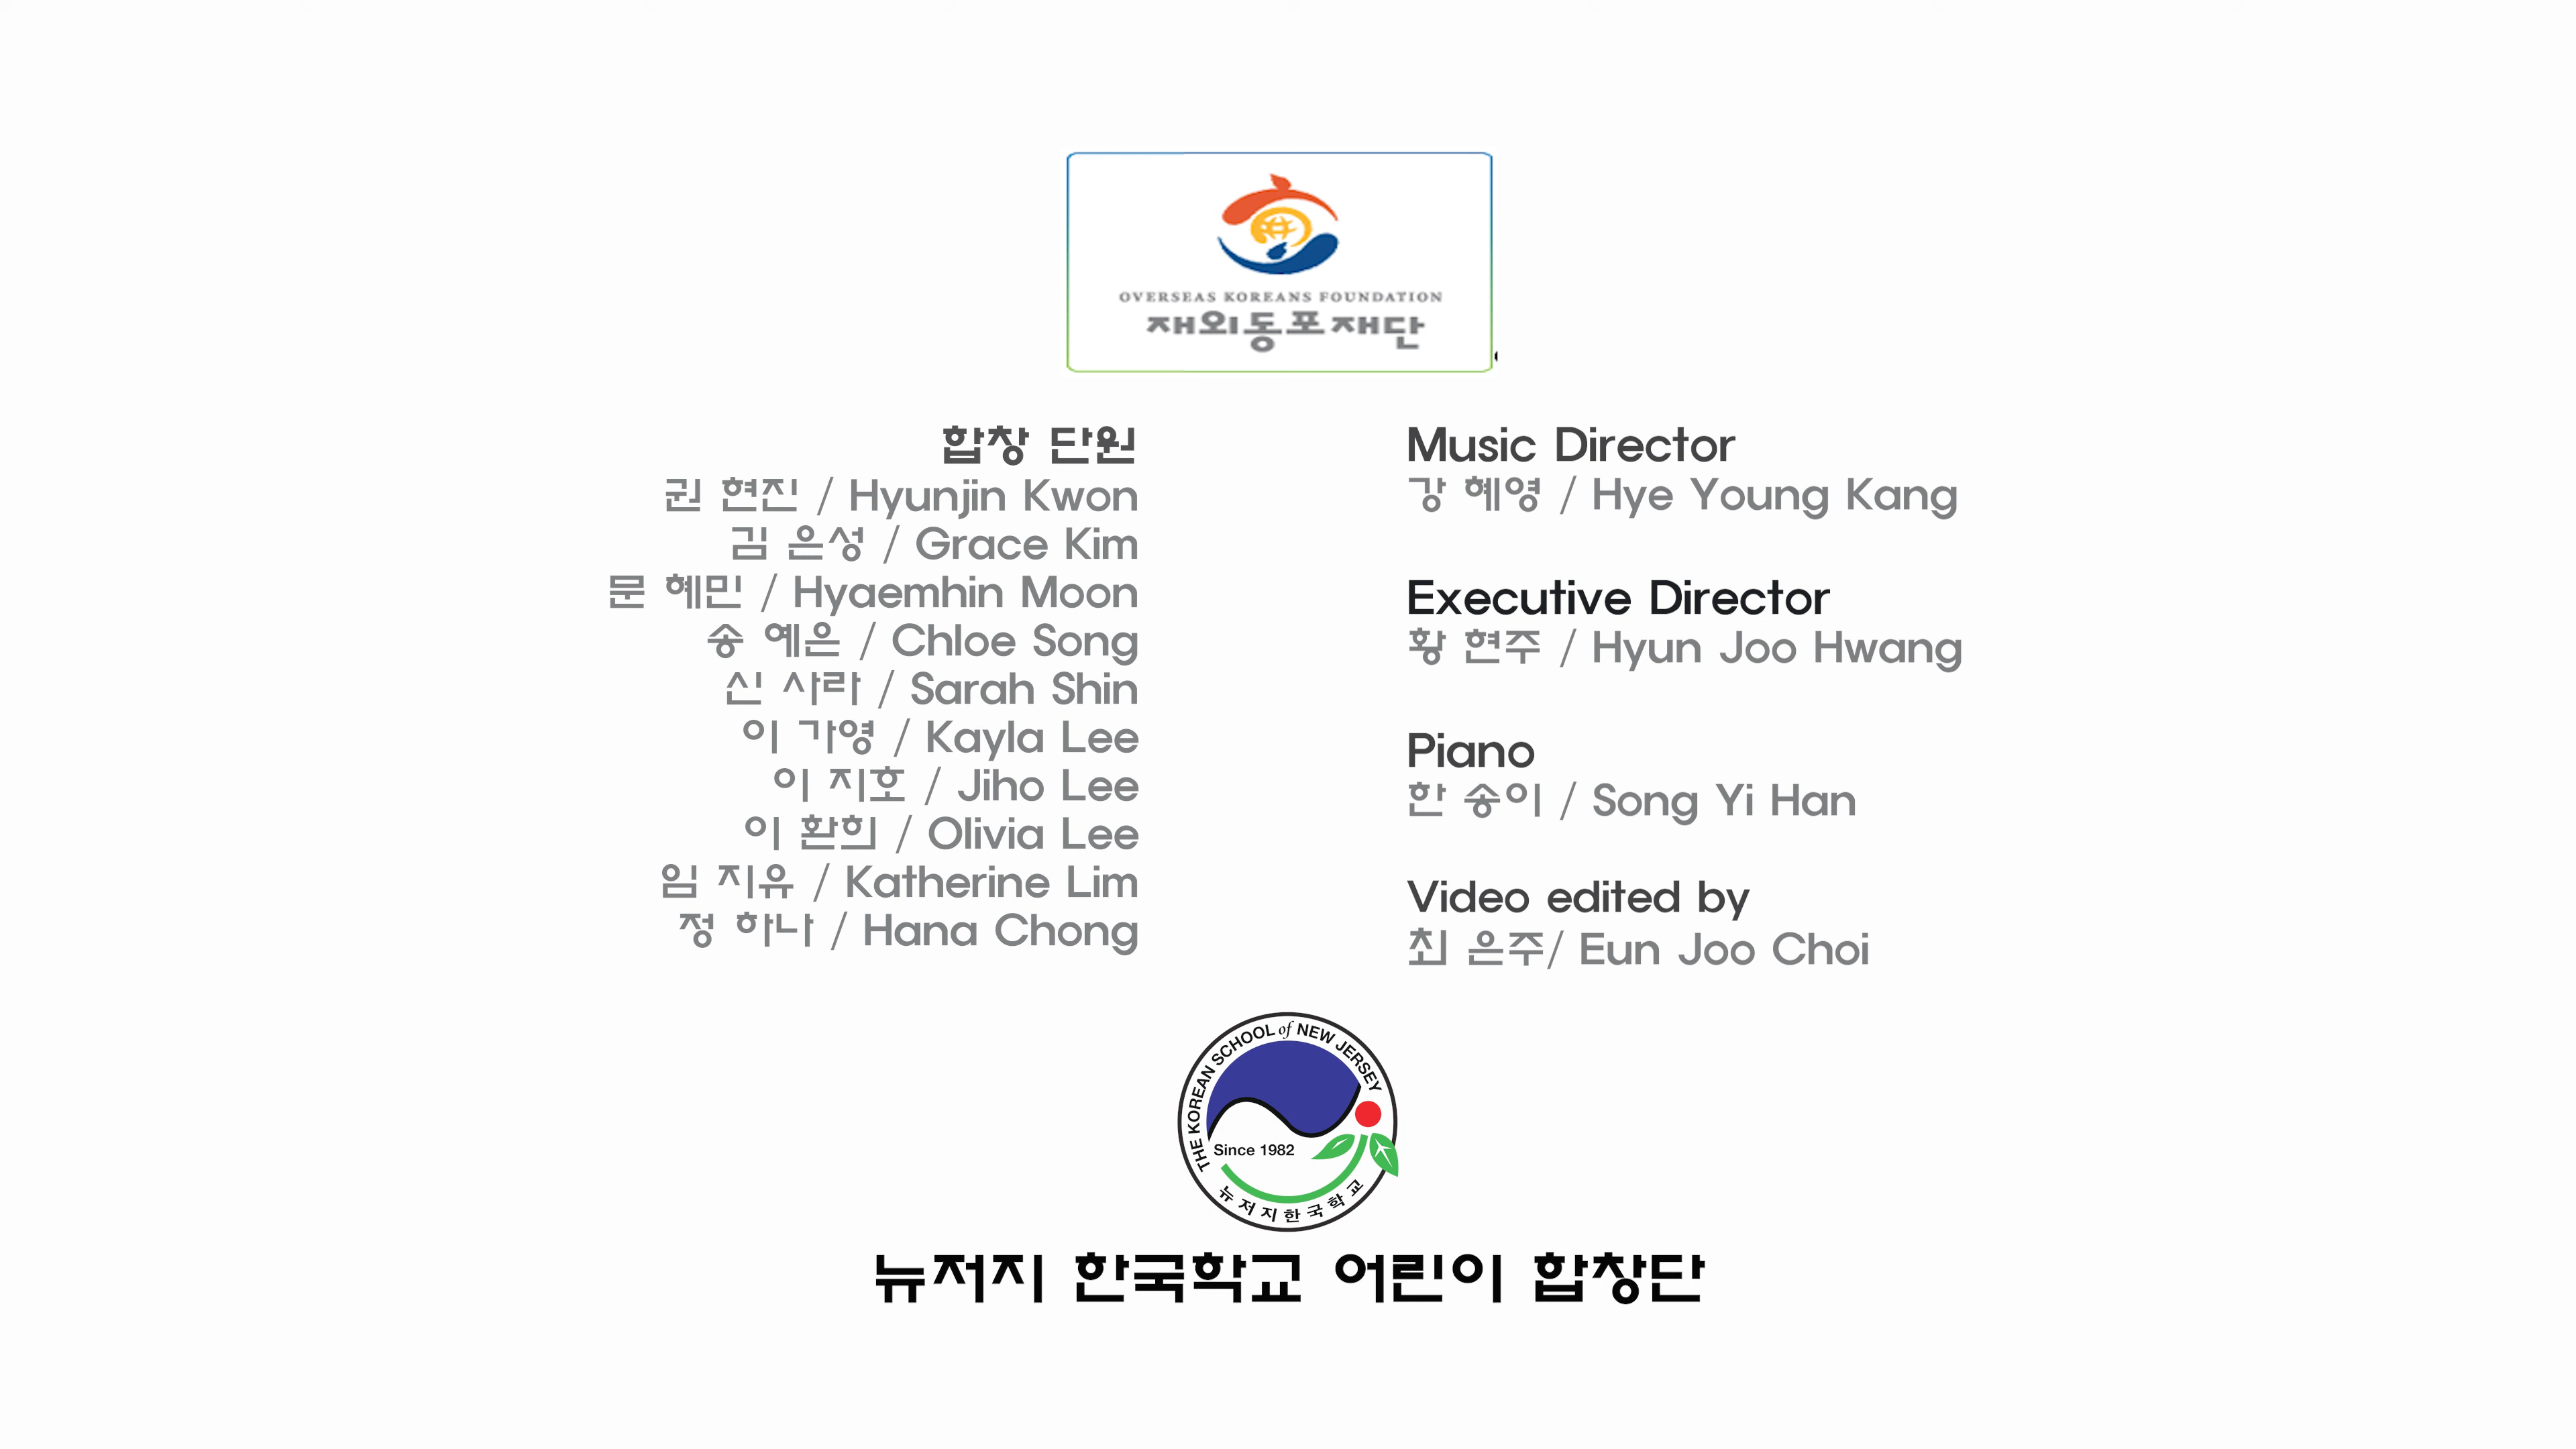 OVERSEAS KOREANS FOUNDATION
재외동포재단
합창 단원
권 현진 / Hyunjin Kwon
김 은성 / Grace Kim
문 혜민 / Hyaemhin Moon
송 예은 / Chloe Song
신 사라 / Sarah Shin
이 가영 / Kayla Lee
이 지호 / Jiho Lee
이 환희 / Olivia Lee
임 지유 / Katherine Lim
정 하나 / Hana Chong
Music Director
강 혜영 / Hye Young Kang
Executive Director
황 현주 / Hyun Joo Hwang
Piano
한 송이 / Song Yi Han
Video edited by
최 은주/ Eun Joo Choi
THE KOREAN SCHOOL of NEW JERSEY
Since 1982
뉴저지한국학교
뉴저지 한국학교 어린이 합창단